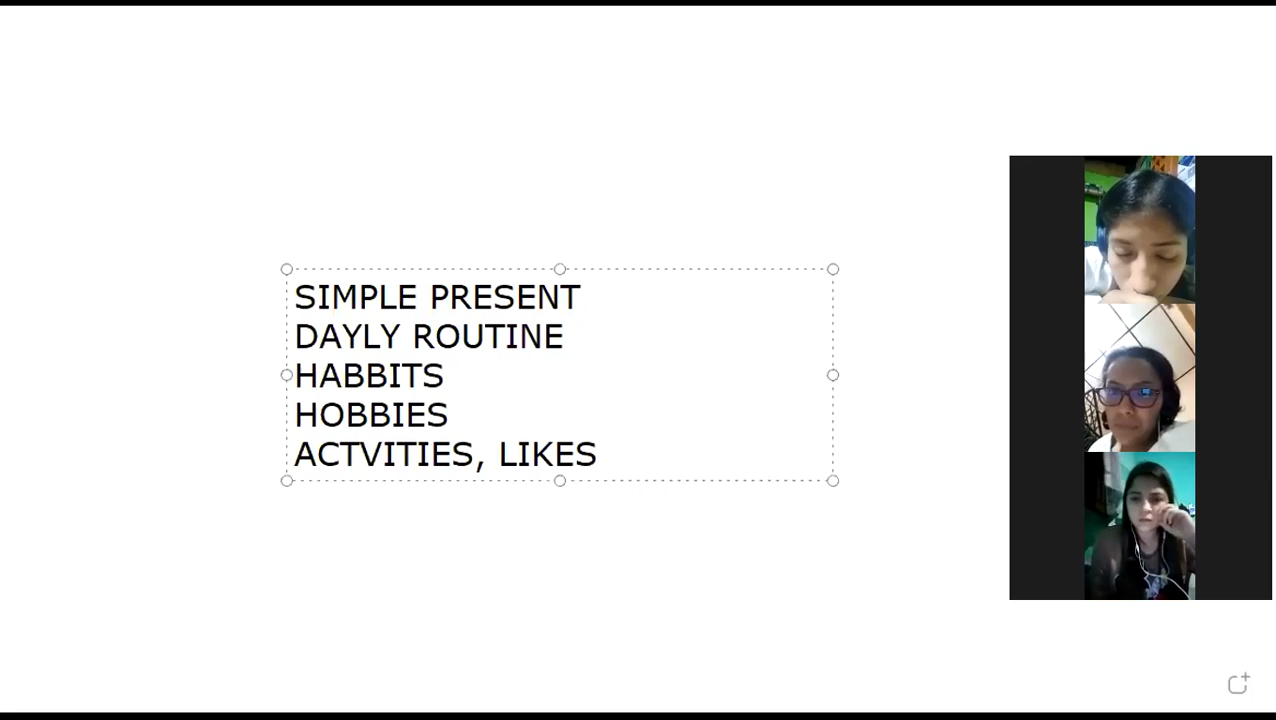 SIMPLE PRESENT
DAYLY ROUTINE
HABBITS
HOBBIES
ACTVITIES, LIKES